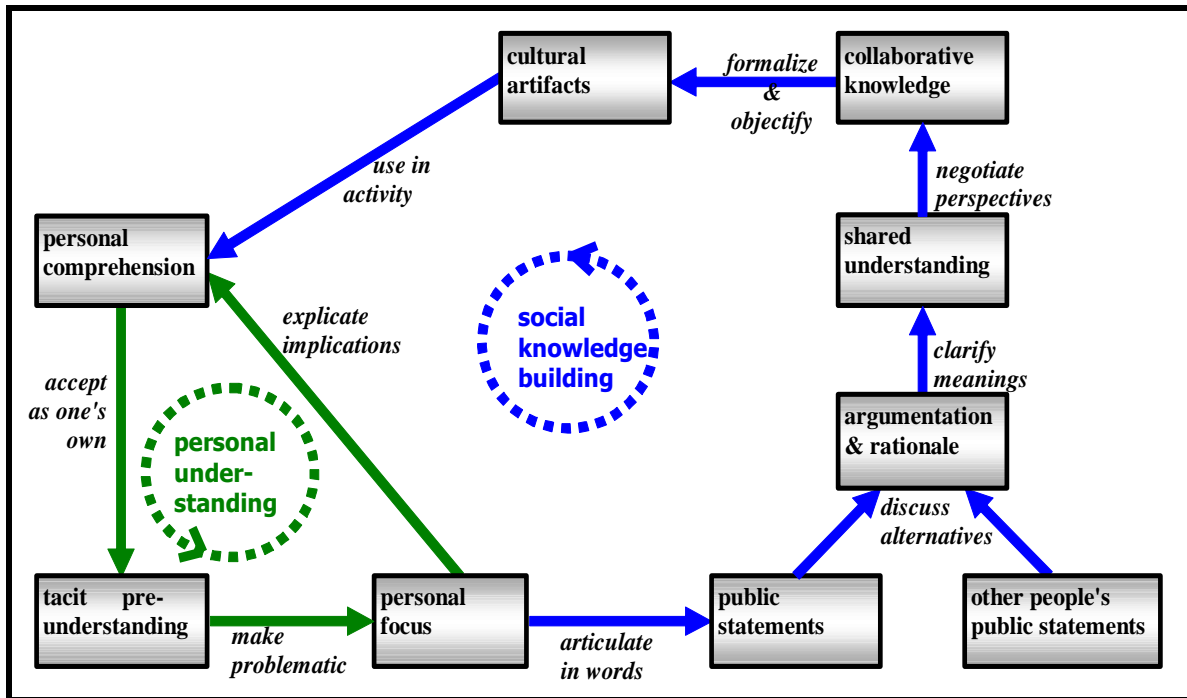 cultural
artifacts
formalize
&
objectify
collaborative
knowledge
use in
activity
negotiate
perspectives
personal
comprehension
shared
understanding
explicate
implications
social
knowledge
building
clarify
meanings
accept
as one's
own
personal
under-
standing
argumentation
& rationale
discuss
alternatives
tacit pre-
understanding
make
problematic
personal
focus
articulate
in words
public
statements
other people's
public statements